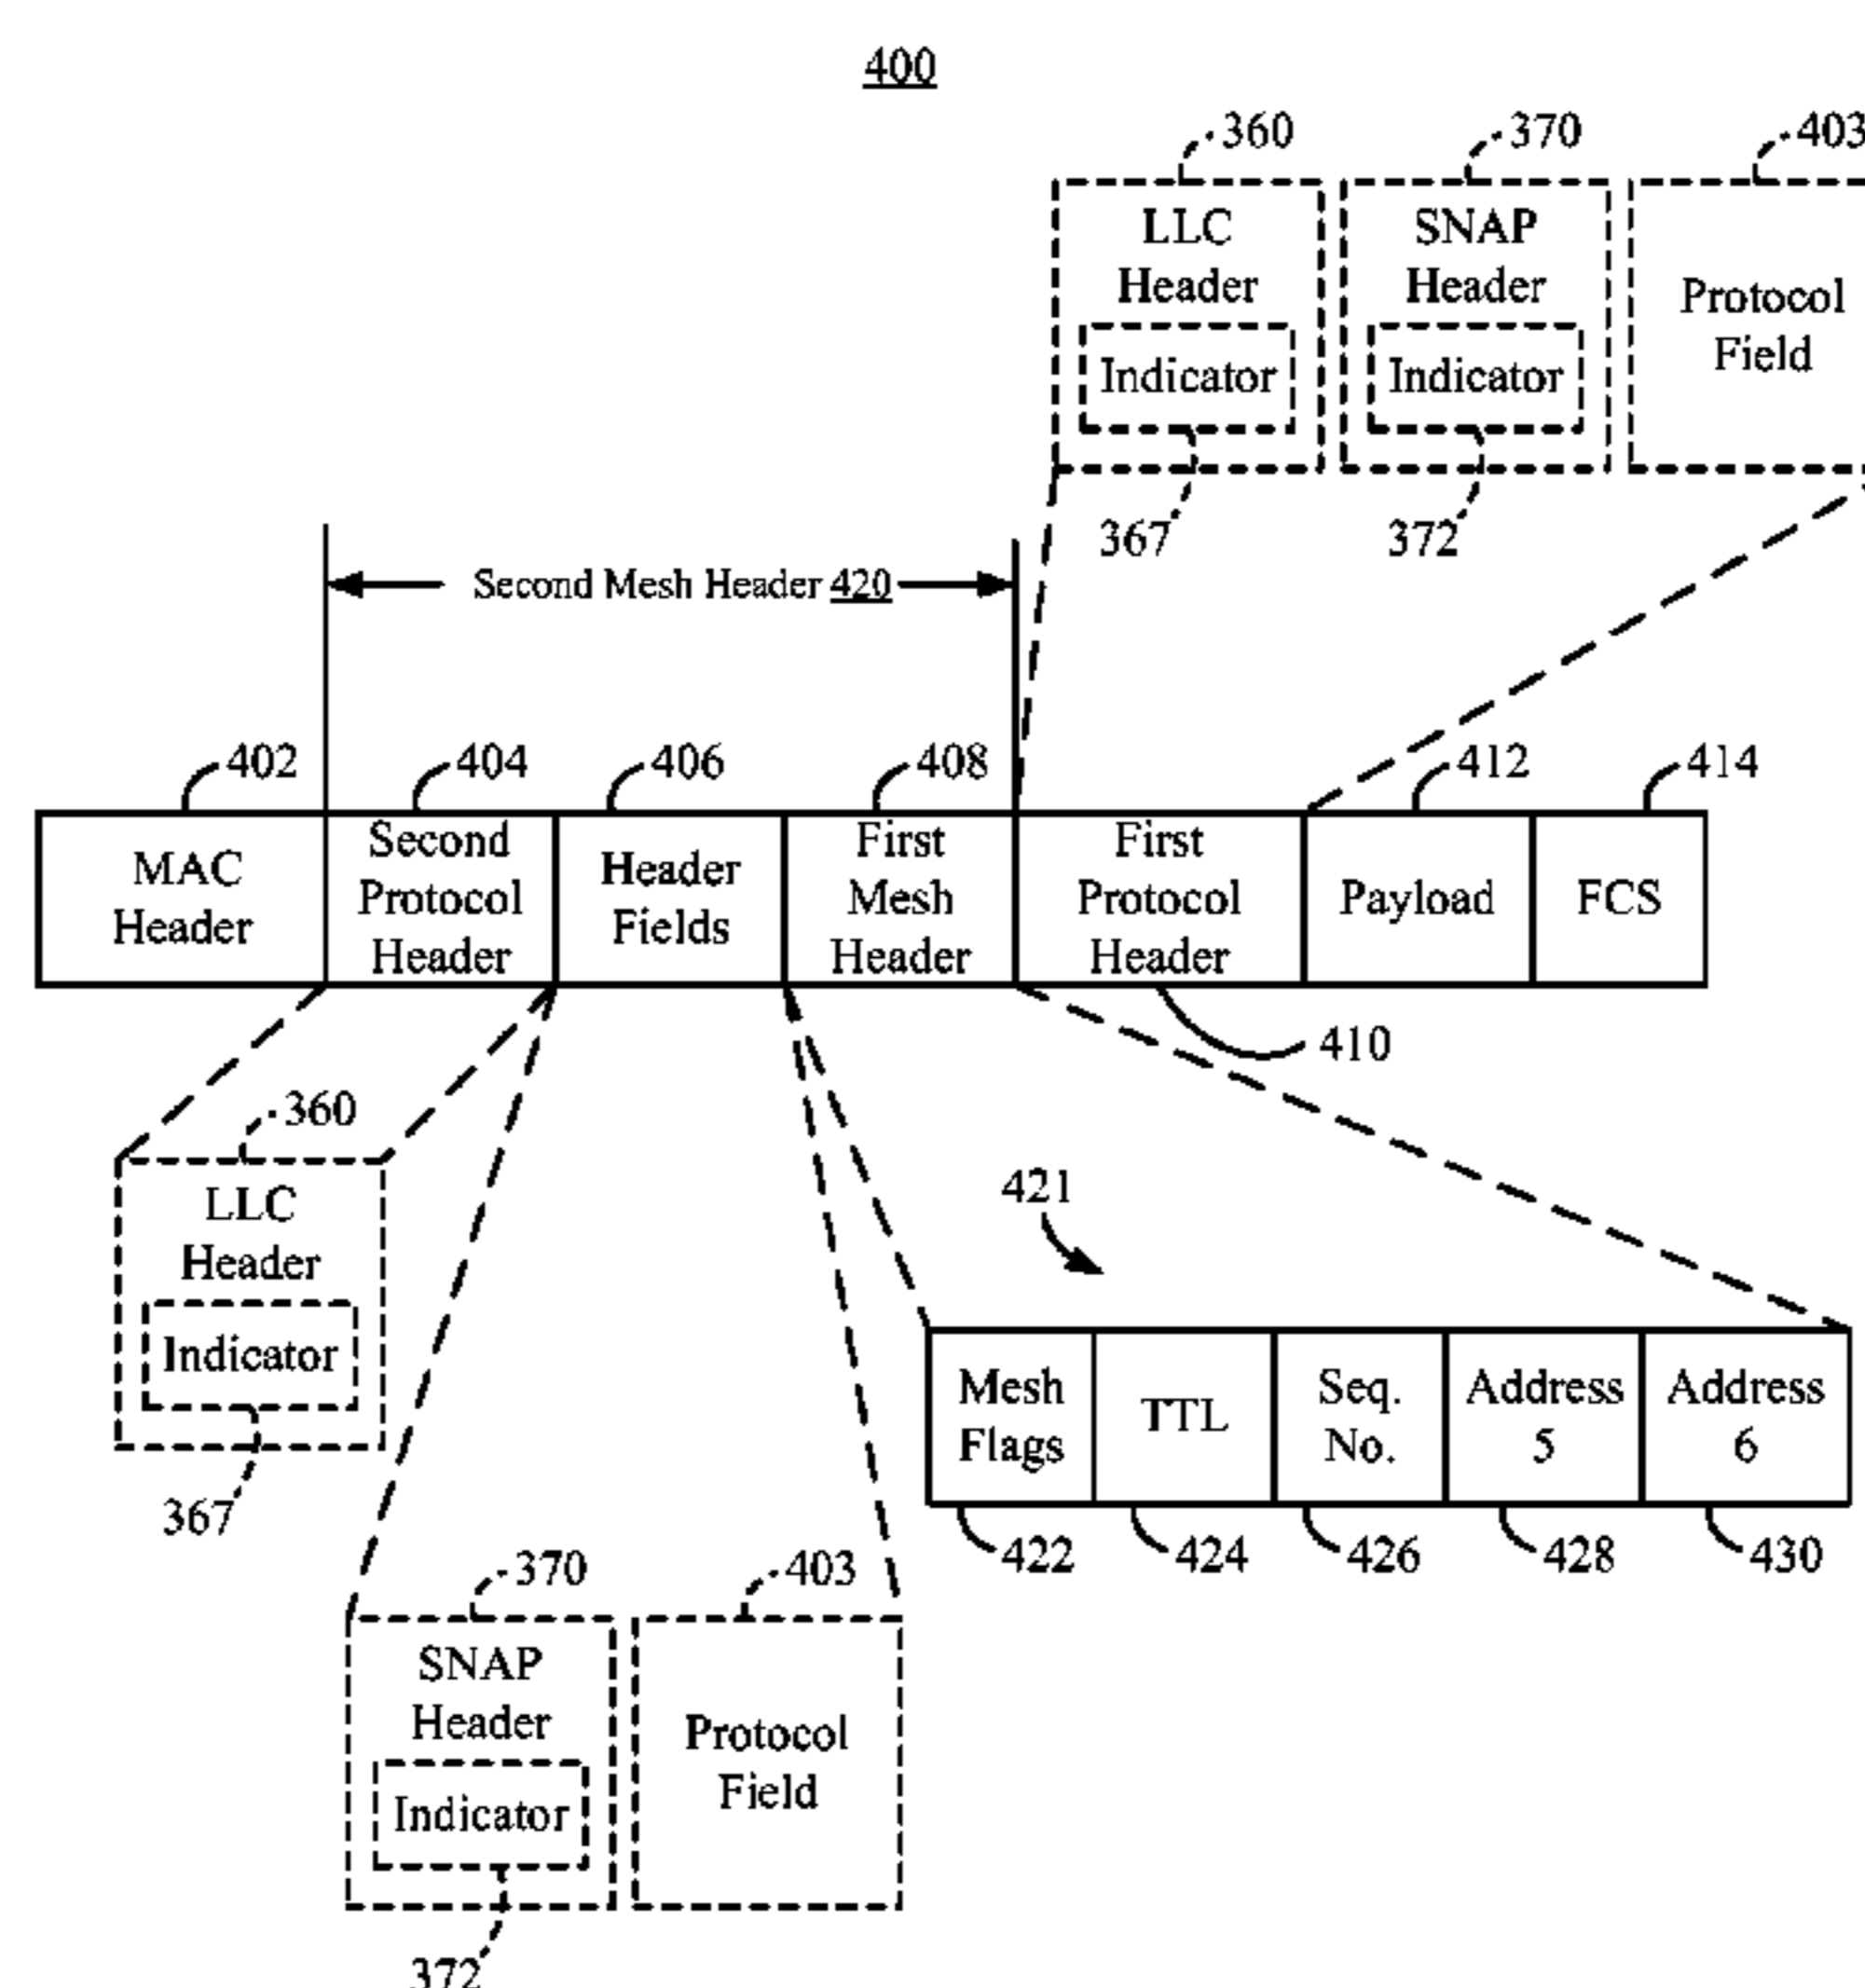 400
360
370
403
LLC
Header
Indicator
SNAP
Header
Indicator
Protocol
Field
367
372
Second Mesh Header 420
402
404
406
408
412
414
MAC
Header
Second
Protocol
Header
Header
Fields
First
Mesh
Header
First
Protocol
Header
Payload
FCS
410
360
LLC
Header
Indicator
367
421
Mesh
Flags
TTL
Seq.
No.
Address
5
Address
6
422
424
426
428
430
370
403
SNAP
Header
Indicator
Protocol
Field
372